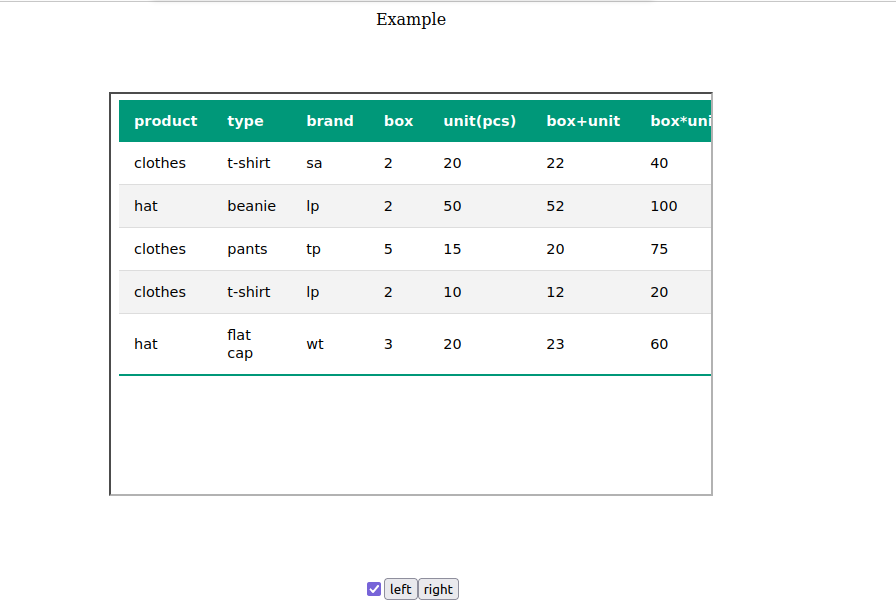 Example
product type brand box unit(pcs) box+unit box*uni
clothes t-shirt sa 2 20 22 40
hat beanie lp 2 50 52 100
clothes pants tp 5 15 20 75
clothes t-shirt lp 2 10 12 20
hat flat cap wt 3 20 23 60
left right